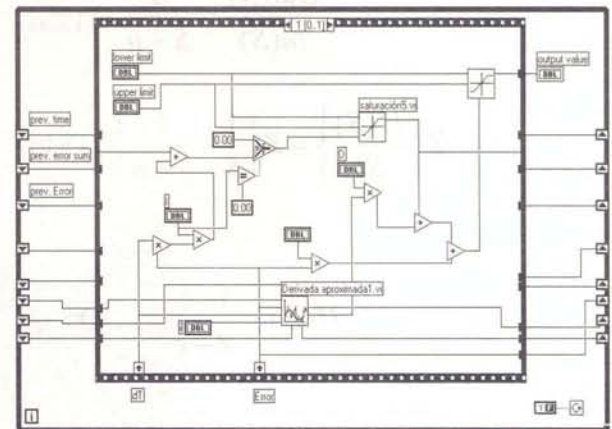 1 [0..1]
lower limit
DBL
upper limit
DBL
output value
DBL
saturación5.vi
prev. time
prev. error sum
prev. Error
0.00
0.00
D
DBL
I
DBL
DBL
Derivada aproximada1.vi
DBL
dT
Error
i